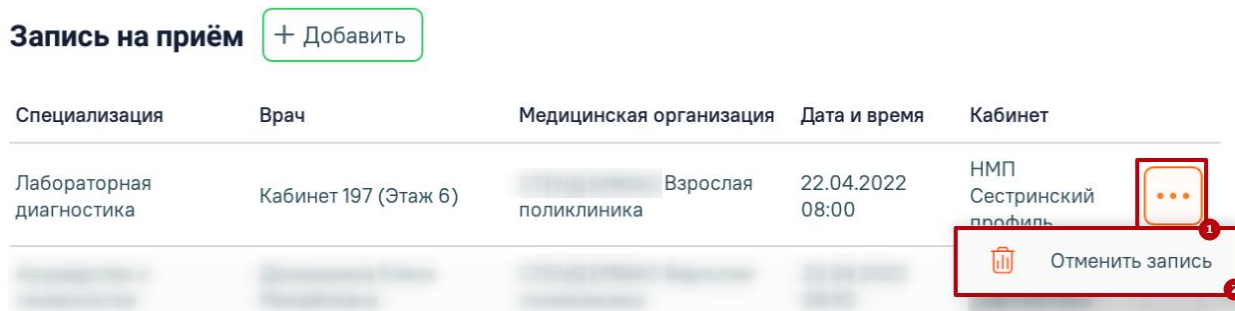 Запись на приём + Добавить
Специализация Врач Медицинская организация Дата и время Кабинет
Лабораторная диагностика
Кабинет 197 (Этаж 6)
Взрослая поликлиника
22.04.2022
08:00
НМП
Сестринский
профиль
...
1
Отменить запись
2